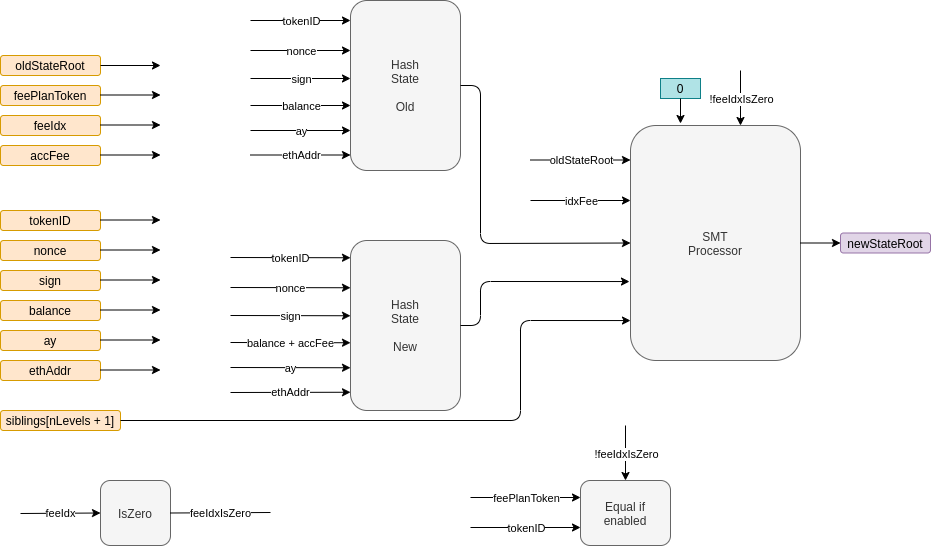 oldStateRoot
feePlanToken
feeIdx
accFee
tokenID
nonce
sign
balance
ay
ethAddr
siblings[nLevels + 1]
tokenID
nonce
sign
balance
ay
ethAddr
Hash
State
Old
tokenID
nonce
sign
balance + accFee
ay
ethAddr
Hash
State
New
0
!feeIdxIsZero
oldStateRoot
idxFee
SMT
Processor
newStateRoot
feeIdx
IsZero
feeIdxIsZero
!feeIdxIsZero
feePlanToken
tokenID
Equal if
enabled